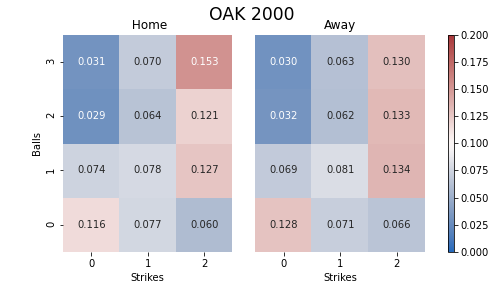 OAK 2000
Home
Away
Balls
3
0.031 0.070 0.153
0.030 0.063 0.130
2
0.029 0.064 0.121
0.032 0.062 0.133
1
0.074 0.078 0.127
0.069 0.081 0.134
0
0.116 0.077 0.060
0.128 0.071 0.066
0 1 2
0 1 2
Strikes
Strikes
0.200
0.175
0.150
0.125
0.100
0.075
0.050
0.025
0.000